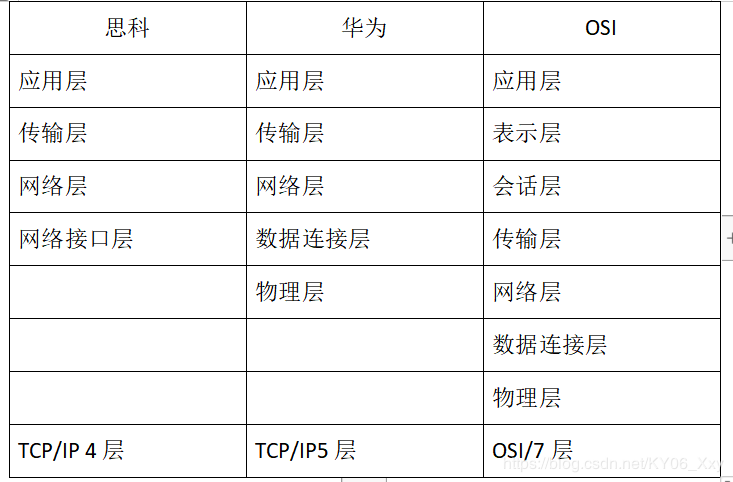 思科 华为 OSI
应用层 应用层 应用层
传输层 传输层 表示层
网络层 网络层 会话层
网络接口层 数据连接层 传输层
物理层 网络层
数据连接层
物理层
TCP/IP 4 层 TCP/IP5 层 OSI/7 层
https://blog.csdn.net/KY06_Xxy